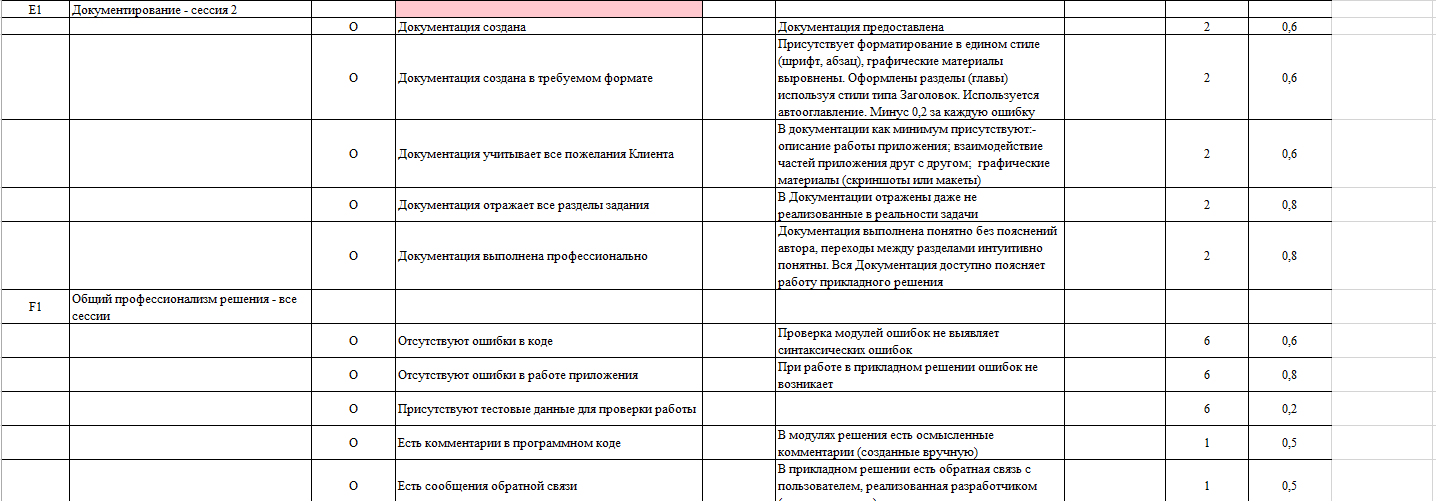 E1 Документирование - сессия 2
О Документация создана Документация предоставлена 2 0,6
Присутствует форматирование в едином стиле
(шрифт, абзац), графические материалы
О Документация создана в требуемом формате выровнены. Оформлены разделы (главы) 2 0,6
используя стили типа Заголовок. Используется
автооглавление. Минус 0,2 за каждую ошибку
В документации как минимум присутствуют:-
О Документация учитывает все пожелания Клиента описание работы приложения; взаимодействие 2 0,6
частей приложения друг с другом; графические
материалы (скриншоты или макеты)
О Документация отражает все разделы задания В Документации отражены даже не 2 0,8
реализованные в реальности задачи
Документация выполнена понятно без пояснений
О Документация выполнена профессионально автора, переходы между разделами интуитивно 2 0,8
понятны. Вся Документация доступно поясняет
работу прикладного решения
F1 Общий профессионализм решения - все
сессии
О Отсутствуют ошибки в коде Проверка модулей ошибок не выявляет 6 0,6
синтаксических ошибок
О Отсутствуют ошибки в работе приложения При работе в прикладном решении ошибок не 6 0,8
возникает
О Присутствуют тестовые данные для проверки работы 6 0,2
О Есть комментарии в программном коде В модулях решения есть осмысленные 1 0,5
комментарии (созданные вручную)
В прикладном решении есть обратная связь с
О Есть сообщения обратной связи пользователем, реализованная разработчиком 1 0,5